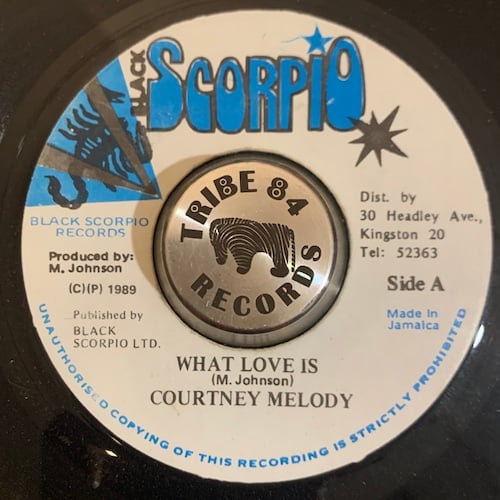 BLACK
SCORPIO
BLACK SCORPIO
RECORDS
Produced by:
M. Johnson
(C)(P) 1989
Published by
BLACK
SCORPIO LTD.
TRIBE 84
RECORDS
Dist. by
30 Headley Ave.,
Kingston 20
Tel: 52363
Side A
Made in
Jamaica
WHAT LOVE IS
(M. Johnson)
COURTNEY MELODY
UNAUTHORISED COPYING OF THIS RECORDING IS STRICTLY PROHIBITED